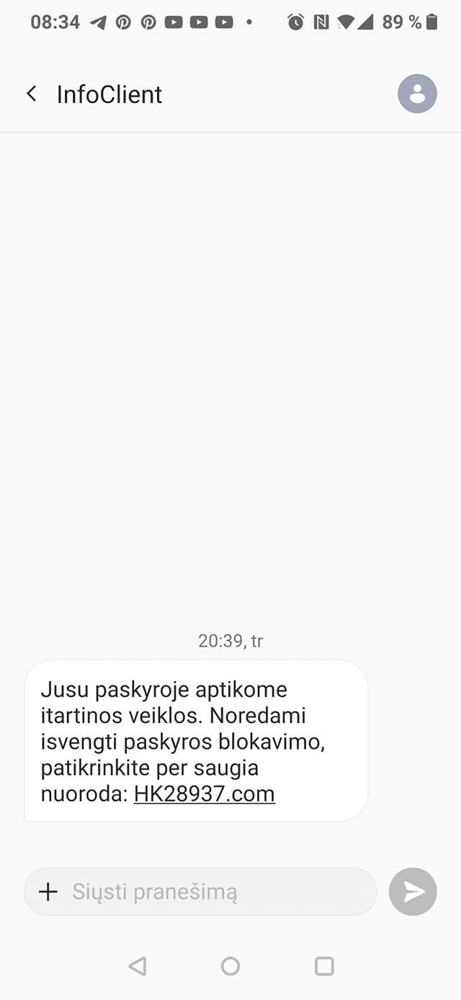 08:34 89 %
InfoClient
20:39, tr
Jusu paskyroje aptikome
itartinos veiklos. Noredami
isvengti paskyros blokavimo,
patikrinkite per saugia
nuoroda: HK28937.com
Siųsti pranešimą